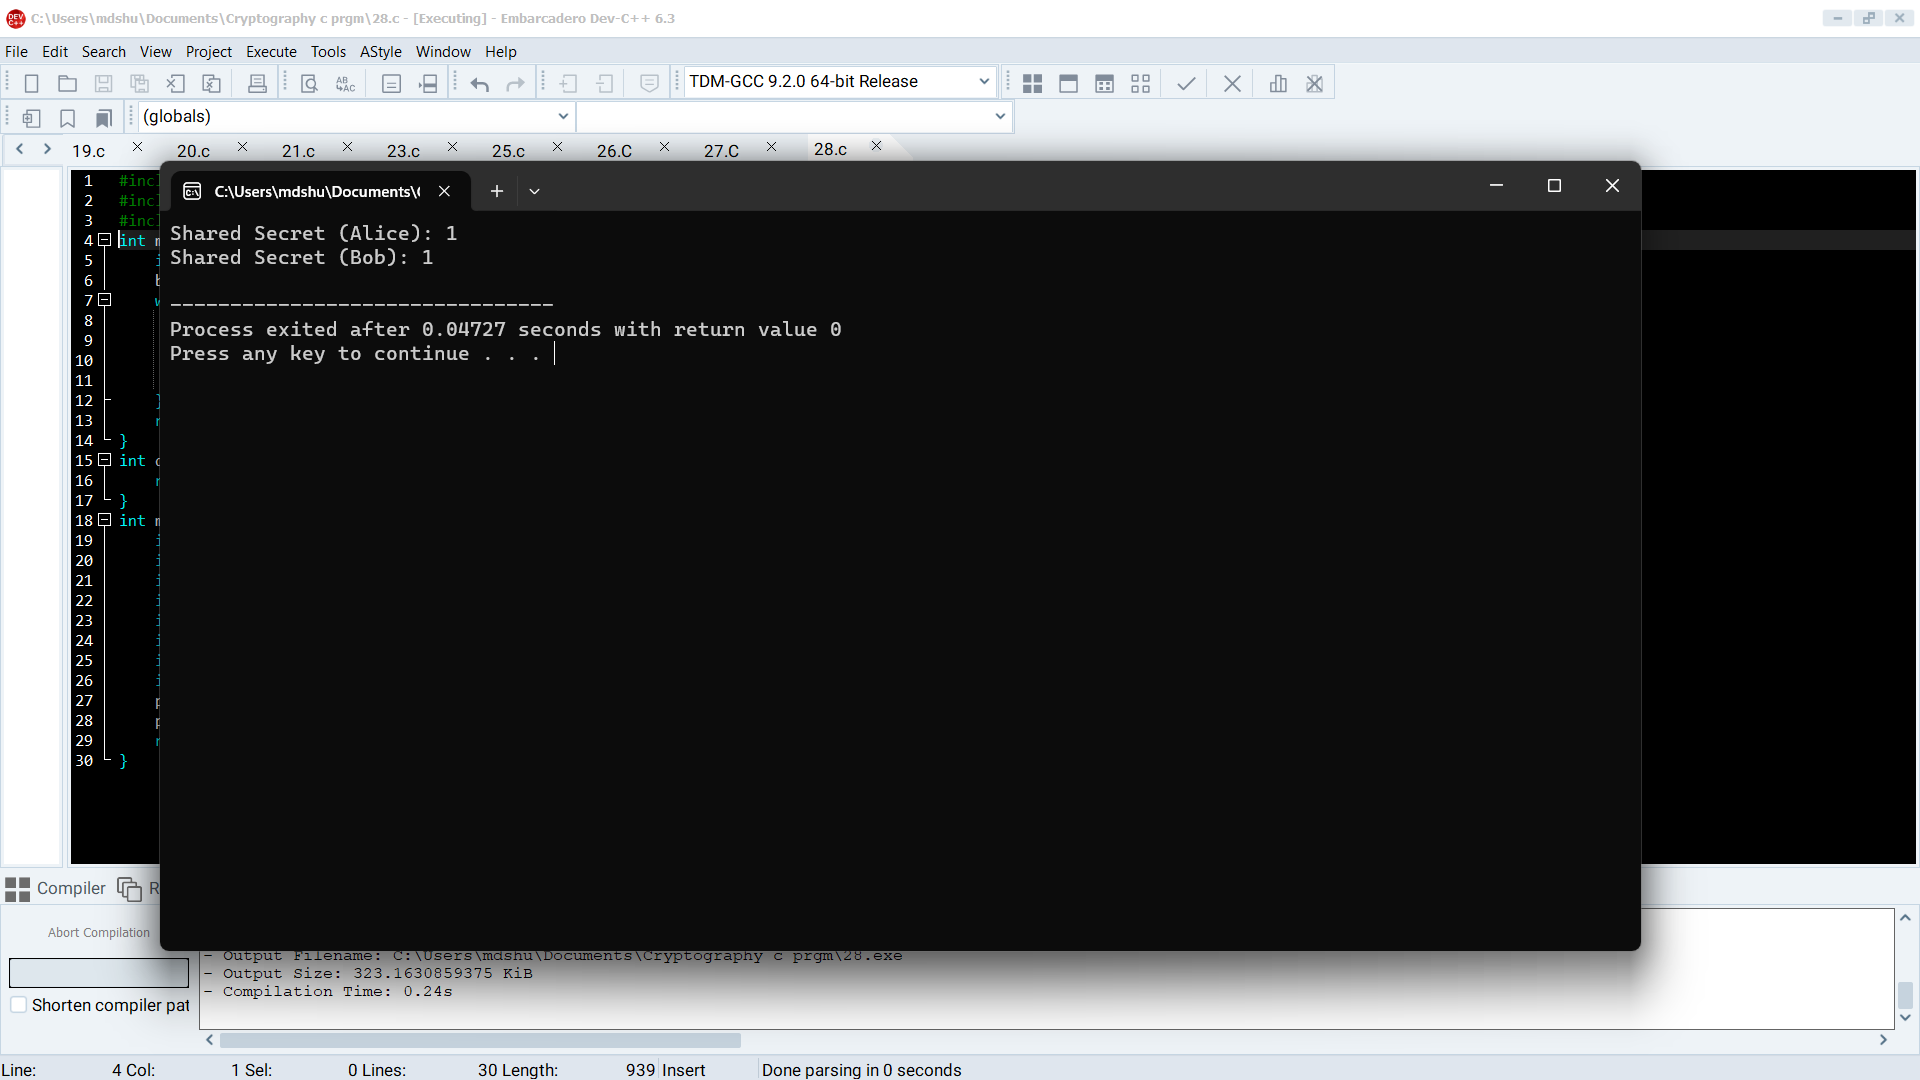 C:\Users\mdshu\Documents\Cryptography c prgm\28.c - [Executing] - Embarcadero Dev-C++ 6.3
File Edit Search View Project Execute Tools AStyle Window Help
TDM-GCC 9.2.0 64-bit Release
(globals)
19.c 20.c 21.c 23.c 25.c 26.C 27.C 28.c
C:\Users\mdshu\Documents\
Shared Secret (Alice): 1
Shared Secret (Bob): 1
--------------------------------
Process exited after 0.04727 seconds with return value 0
Press any key to continue . . .
1 #incl
2 #incl
3 #incl
4 int
5
6
7
8
9
10
11
12 }
13
14 }
15 int
16
17 }
18 int
19
20
21
22
23
24
25
26
27
28
29
30 }
Compiler
Abort Compilation
Shorten compiler pat
- Output Filename: C:\Users\mdshu\Documents\Cryptography c prgm\28.exe
- Output Size: 323.1630859375 KiB
- Compilation Time: 0.24s
Line: 4 Col: 1 Sel: 0 Lines: 30 Length: 939 Insert Done parsing in 0 seconds